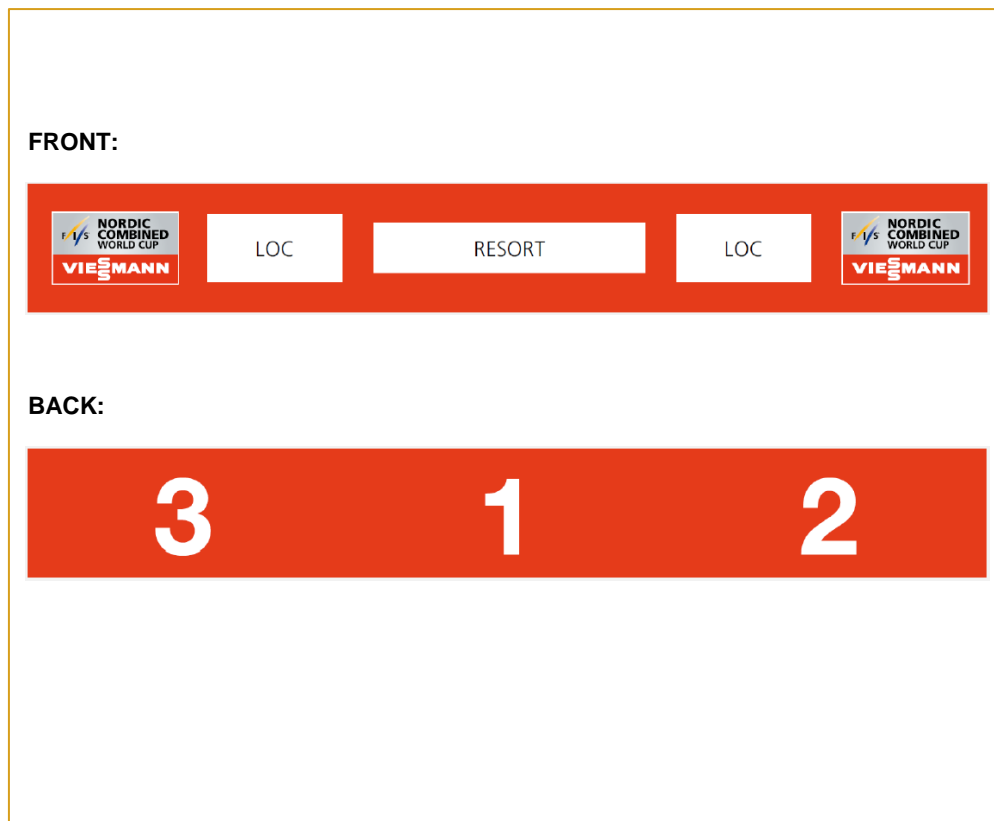 FRONT:
FIS NORDIC COMBINED WORLD CUP
VIESSMANN
LOC
RESORT
LOC
FIS NORDIC COMBINED WORLD CUP
VIESSMANN
BACK:
3 1 2